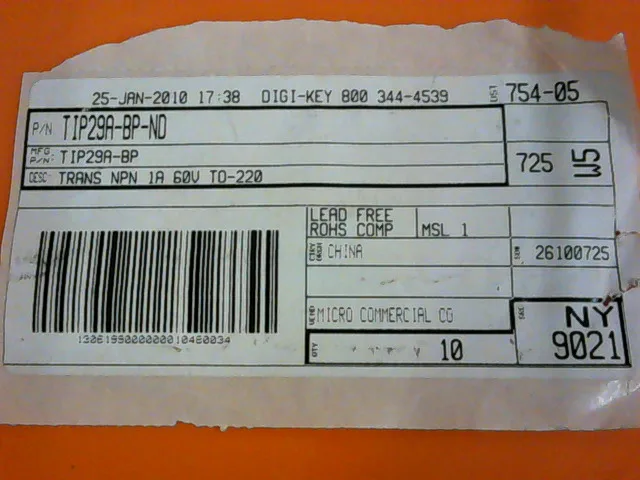 25-JAN-2010 17:38 DIGI-KEY 800 344-4539
754-05
P/N TIP29A-BP-ND
MFG P/N: TIP29A-BP
725 W5
DESC: TRANS NPN 1A 60V TO-220
LEAD FREE
ROHS COMP MSL 1
CHINA
26100725
MICRO COMMERCIAL CO
NY
QTY 10
9021